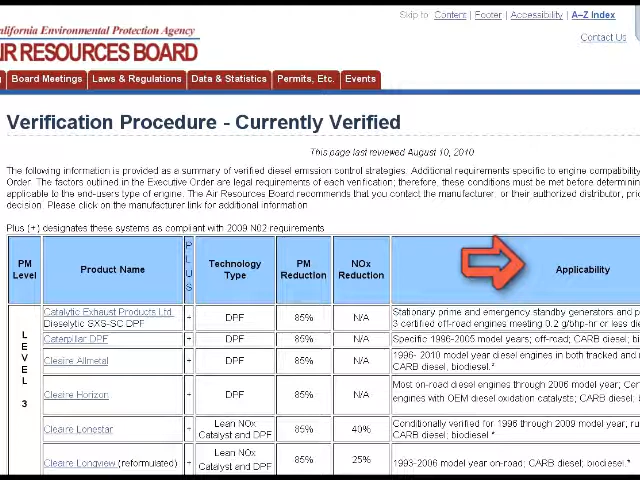 Skip to: Content | Footer | Accessibility | A–Z Index
California Environmental Protection Agency
AIR RESOURCES BOARD
Contact Us
Board Meetings
Laws & Regulations
Data & Statistics
Permits, Etc.
Events
Verification Procedure - Currently Verified
This page last reviewed August 10, 2010
The following information is provided as a summary of verified diesel emission control strategies. Additional requirements specific to engine compatibility
Order. The factors outlined in the Executive Order are legal requirements of each verification; therefore, these conditions must be met before determinin
applicable to the end-users type of engine. The Air Resources Board recommends that you contact the manufacturer, or their authorized distributor, prio
decision. Please click on the manufacturer link for additional information
Plus (+) designates these systems as compliant with 2009 NO2 requirements
PM Level
Product Name
PLUS
Technology Type
PM Reduction
NOx Reduction
Applicability
LEVEL 3
Catalytic Exhaust Products Ltd.
Dieselytic SXS-SC DPF
+
DPF
85%
N/A
Stationary prime and emergency standby generators and p
3 certified off-road engines meeting 0.2 g/bhp-hr or less die
Caterpillar DPF
+
DPF
85%
N/A
Specific 1996-2005 model years; off-road; CARB diesel; bi
Cleaire Allmetal
+
DPF
85%
N/A
1996- 2010 model year diesel engines in both tracked and r
CARB diesel, biodiesel.²
Cleaire Horizon
+
DPF
85%
N/A
Most on-road diesel engines through 2006 model year; Cer
engines with OEM diesel oxidation catalysts; CARB diesel,
Cleaire Lonestar
+
Lean NOx
Catalyst and DPF
85%
40%
Conditionally verified for 1996 through 2009 model year; ru
CARB diesel; biodiesel.*
Cleaire Longview (reformulated)
+
Lean NOx
Catalyst and DPF
85%
25%
1993-2006 model year on-road; CARB diesel; biodiesel.*